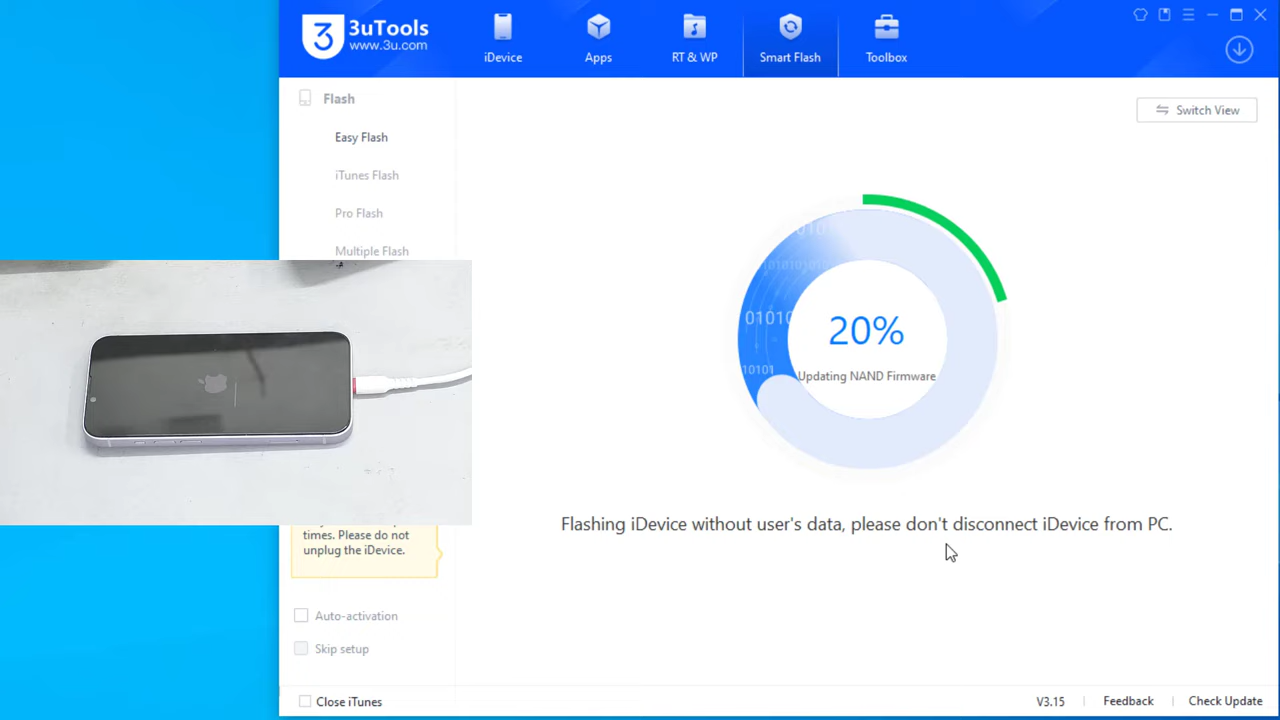 3uTools
www.3u.com
iDevice
Apps
RT & WP
Smart Flash
Toolbox
Flash
Switch View
Easy Flash
iTunes Flash
Pro Flash
Multiple Flash
20%
Updating NAND Firmware
Flashing iDevice without user's data, please don't disconnect iDevice from PC.
times. Please do not
unplug the iDevice.
Auto-activation
Skip setup
Close iTunes
V3.15
Feedback
Check Update